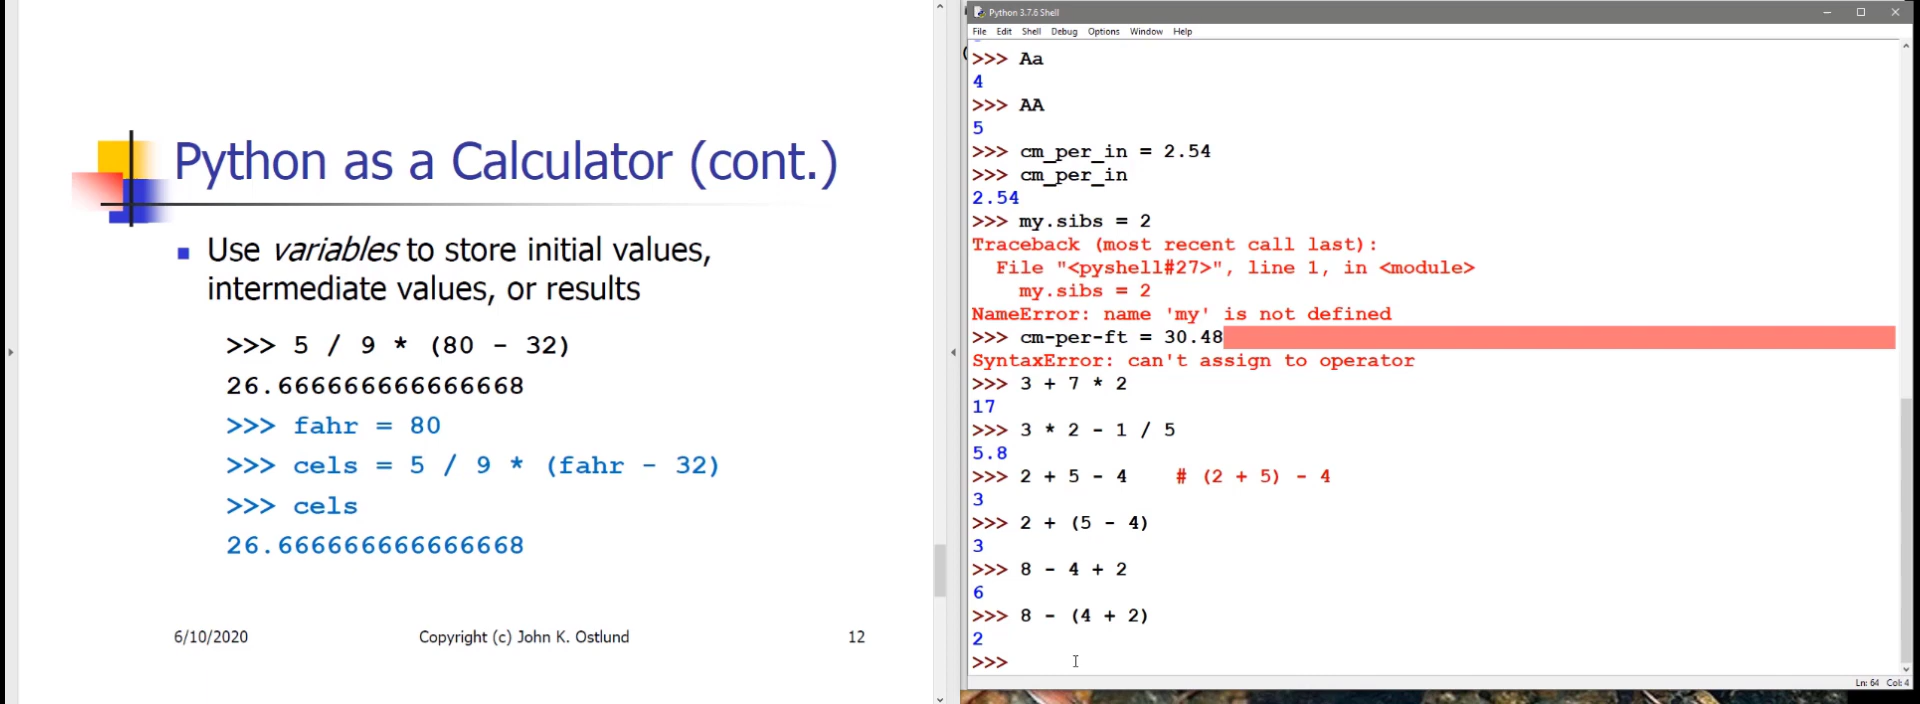 Python as a Calculator (cont.)
Use variables to store initial values,
intermediate values, or results
>>> 5 / 9 * (80 - 32)
26.666666666666668
>>> fahr = 80
>>> cels = 5 / 9 * (fahr - 32)
>>> cels
26.666666666666668
6/10/2020
Copyright (c) John K. Ostlund
12
Python 3.7.6 Shell
File Edit Shell Debug Options Window Help
>>> Aa
4
>>> AA
5
>>> cm_per_in = 2.54
>>> cm_per_in
2.54
>>> my.sibs = 2
Traceback (most recent call last):
  File "<pyshell#27>", line 1, in <module>
    my.sibs = 2
NameError: name 'my' is not defined
>>> cm-per-ft = 30.48
SyntaxError: can't assign to operator
>>> 3 + 7 * 2
17
>>> 3 * 2 - 1 / 5
5.8
>>> 2 + 5 - 4    # (2 + 5) - 4
3
>>> 2 + (5 - 4)
3
>>> 8 - 4 + 2
6
>>> 8 - (4 + 2)
2
>>>
Ln: 64 Col: 4